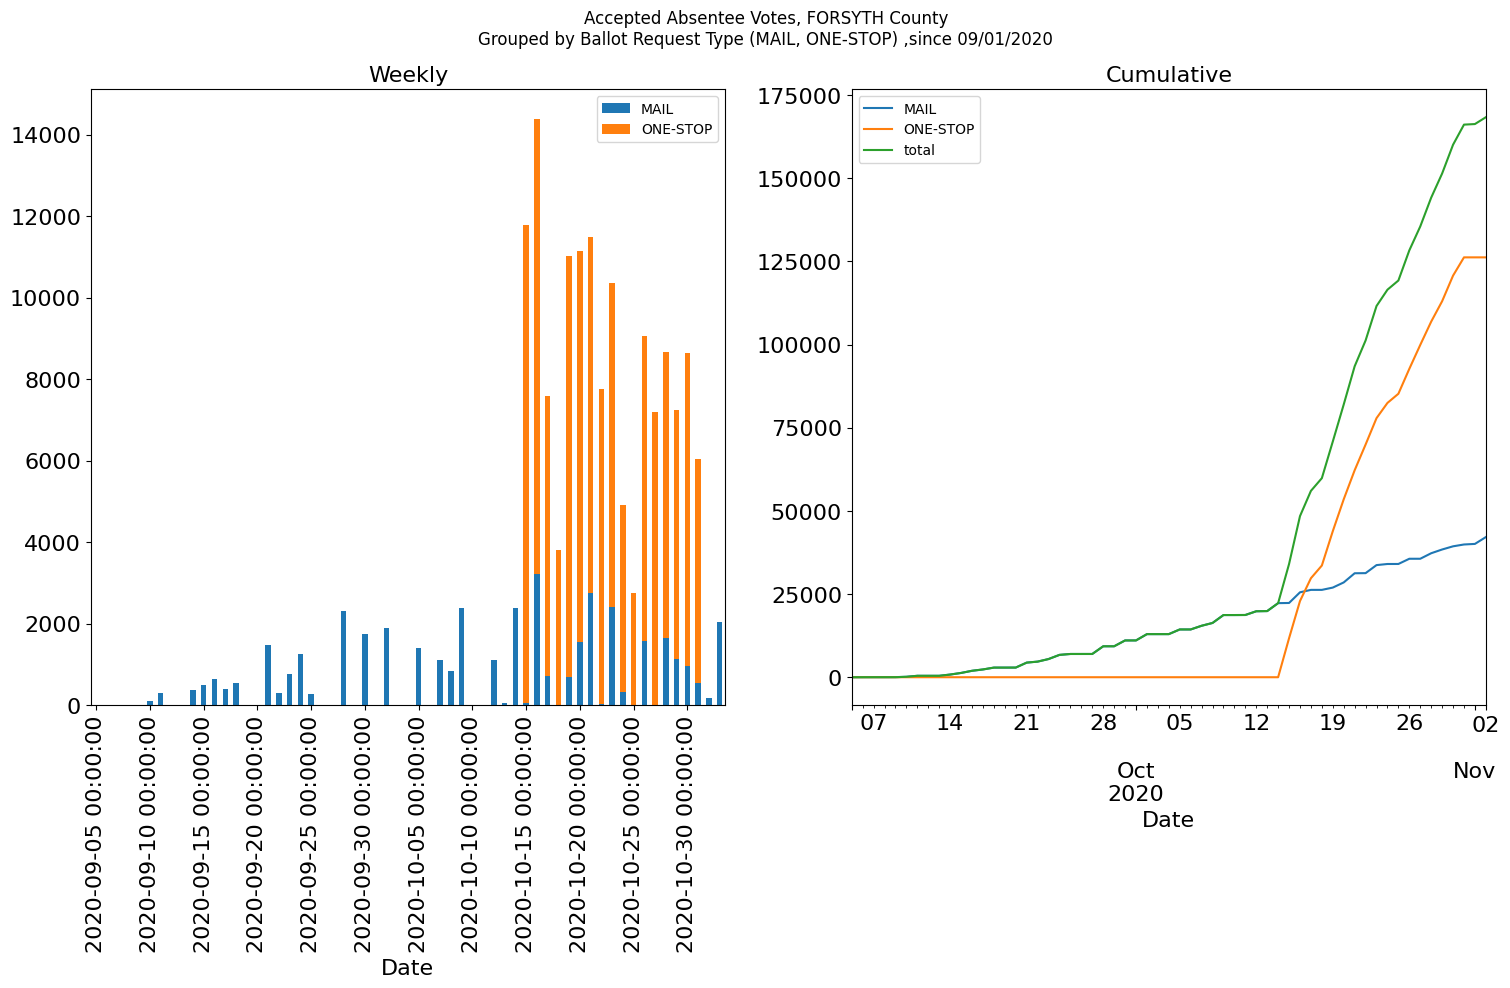 Accepted Absentee Votes, FORSYTH County
Grouped by Ballot Request Type (MAIL, ONE-STOP) ,since 09/01/2020
Weekly
MAIL
ONE-STOP
14000
12000
10000
8000
6000
4000
2000
0
2020-09-05 00:00:00
2020-09-10 00:00:00
2020-09-15 00:00:00
2020-09-20 00:00:00
2020-09-25 00:00:00
2020-09-30 00:00:00
2020-10-05 00:00:00
2020-10-10 00:00:00
2020-10-15 00:00:00
2020-10-20 00:00:00
2020-10-25 00:00:00
2020-10-30 00:00:00
Date
Cumulative
MAIL
ONE-STOP
total
175000
150000
125000
100000
75000
50000
25000
0
07 14 21 28 05 12 19 26 02
Oct Nov
2020
Date